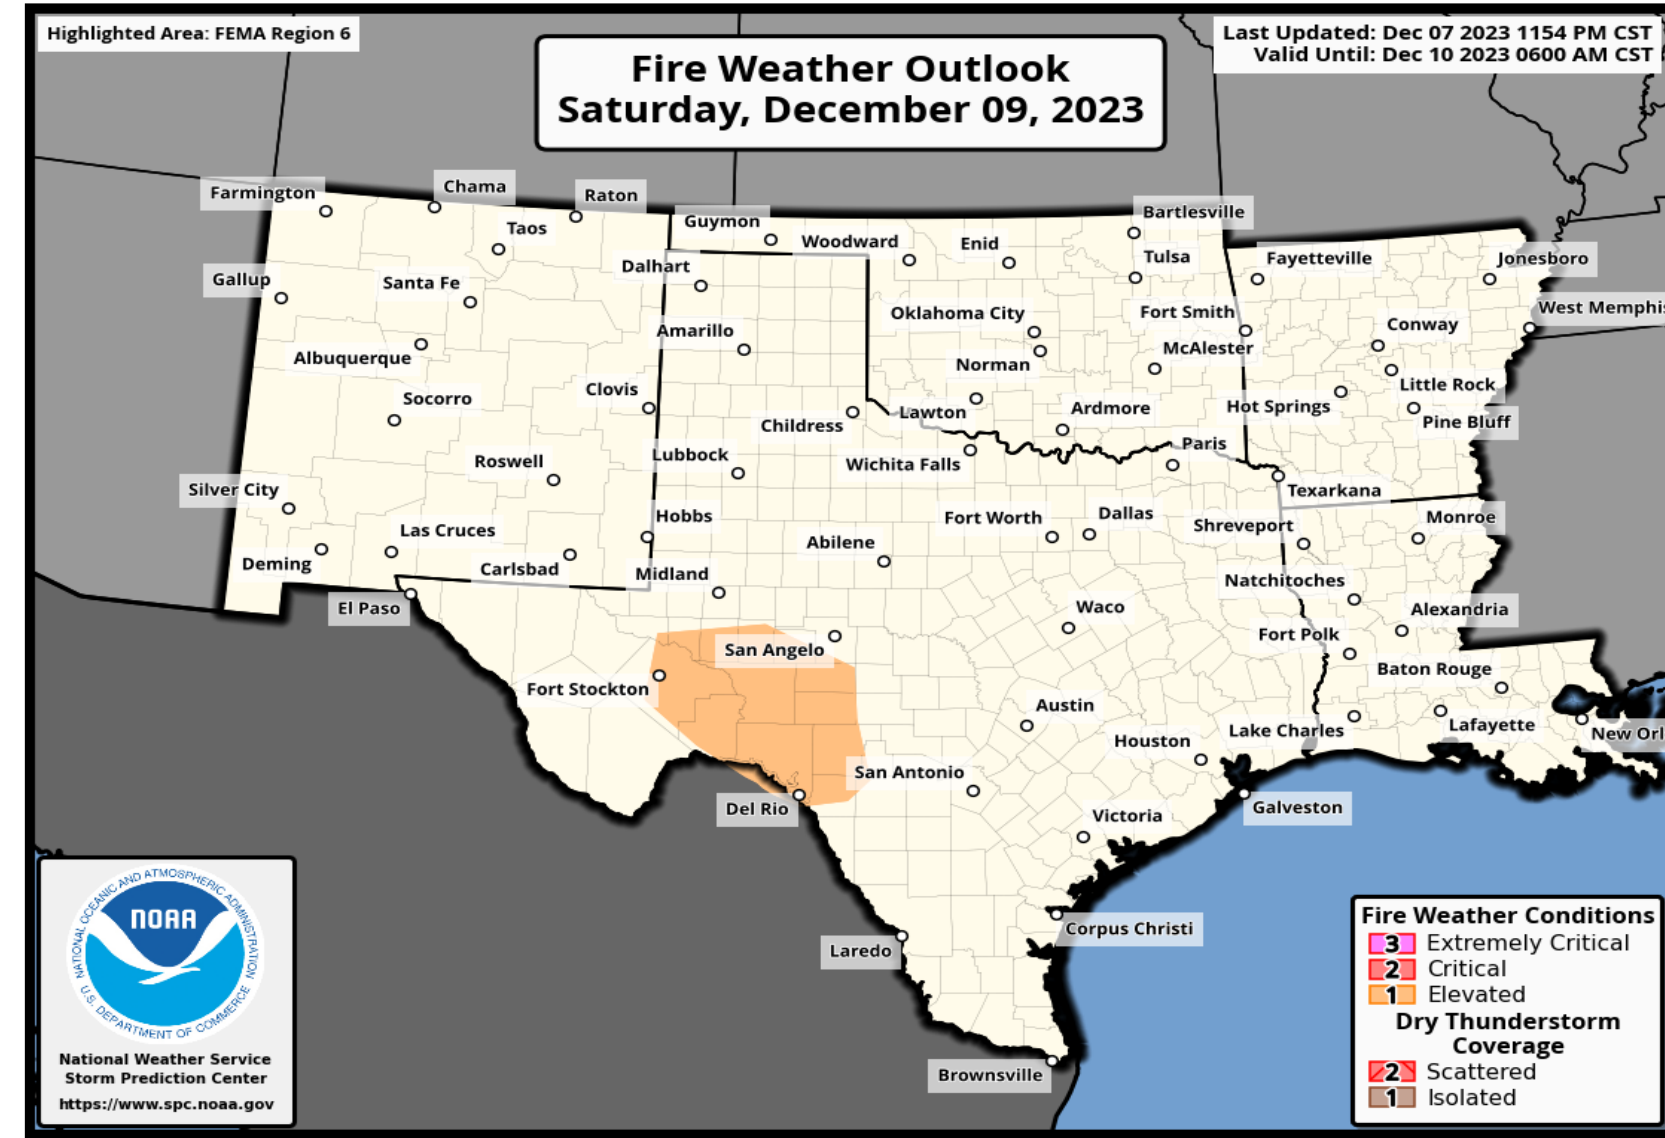 Highlighted Area: FEMA Region 6
Last Updated: Dec 07 2023 1154 PM CST
Valid Until: Dec 10 2023 0600 AM CST
Fire Weather Outlook
Saturday, December 09, 2023
Farmington
Chama
Raton
Taos
Guymon
Woodward
Enid
Bartlesville
Tulsa
Fayetteville
Jonesboro
Gallup
Santa Fe
Dalhart
Oklahoma City
Fort Smith
West Memphis
Albuquerque
Amarillo
Norman
McAlester
Conway
Socorro
Clovis
Childress
Lawton
Ardmore
Hot Springs
Little Rock
Pine Bluff
Roswell
Lubbock
Wichita Falls
Paris
Silver City
Texarkana
Las Cruces
Hobbs
Fort Worth
Dallas
Shreveport
Monroe
Deming
Carlsbad
Midland
Abilene
Natchitoches
El Paso
Waco
Alexandria
San Angelo
Fort Polk
Fort Stockton
Baton Rouge
Austin
Houston
Lake Charles
Lafayette
New Orl
San Antonio
Del Rio
Victoria
Galveston
Laredo
Corpus Christi
Brownsville
NATIONAL OCEANIC AND ATMOSPHERIC ADMINISTRATION
NOAA
U.S. DEPARTMENT OF COMMERCE
National Weather Service
Storm Prediction Center
https://www.spc.noaa.gov
Fire Weather Conditions
3 Extremely Critical
2 Critical
1 Elevated
Dry Thunderstorm
Coverage
2 Scattered
1 Isolated